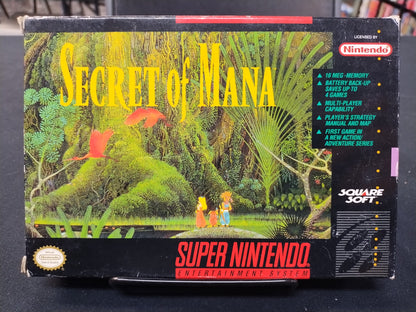 SECRET of MANA
LICENSED BY
Nintendo
▲ 16 MEG-MEMORY
▲ BATTERY BACK-UP
SAVES UP TO
4 GAMES
▲ MULTI-PLAYER
CAPABILITY
▲ PLAYER'S STRATEGY
MANUAL AND MAP
▲ FIRST GAME IN
A NEW ACTION/
ADVENTURE SERIES
SQUARE
SOFT
Nintendo
SUPER NINTENDO
ENTERTAINMENT SYSTEM